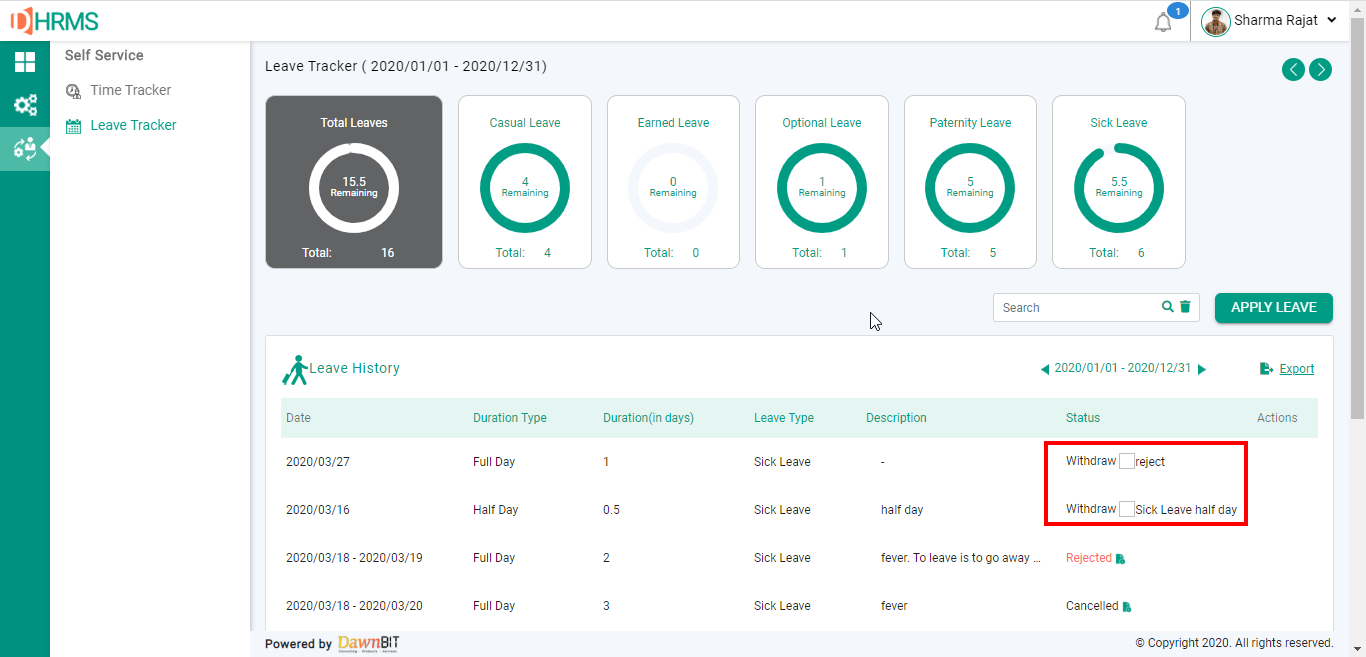 DHRMS
1
Sharma Rajat
Self Service
Time Tracker
Leave Tracker
Leave Tracker ( 2020/01/01 - 2020/12/31)
Total Leaves
15.5
Remaining
Total: 16
Casual Leave
4
Remaining
Total: 4
Earned Leave
0
Remaining
Total: 0
Optional Leave
1
Remaining
Total: 1
Paternity Leave
5
Remaining
Total: 5
Sick Leave
5.5
Remaining
Total: 6
Search
APPLY LEAVE
Leave History
2020/01/01 - 2020/12/31
Export
Date Duration Type Duration(in days) Leave Type Description Status Actions
2020/03/27 Full Day 1 Sick Leave - Withdraw reject
2020/03/16 Half Day 0.5 Sick Leave half day Withdraw Sick Leave half day
2020/03/18 - 2020/03/19 Full Day 2 Sick Leave fever. To leave is to go away ... Rejected
2020/03/18 - 2020/03/20 Full Day 3 Sick Leave fever Cancelled
Powered by DawnBIT
© Copyright 2020. All rights reserved.